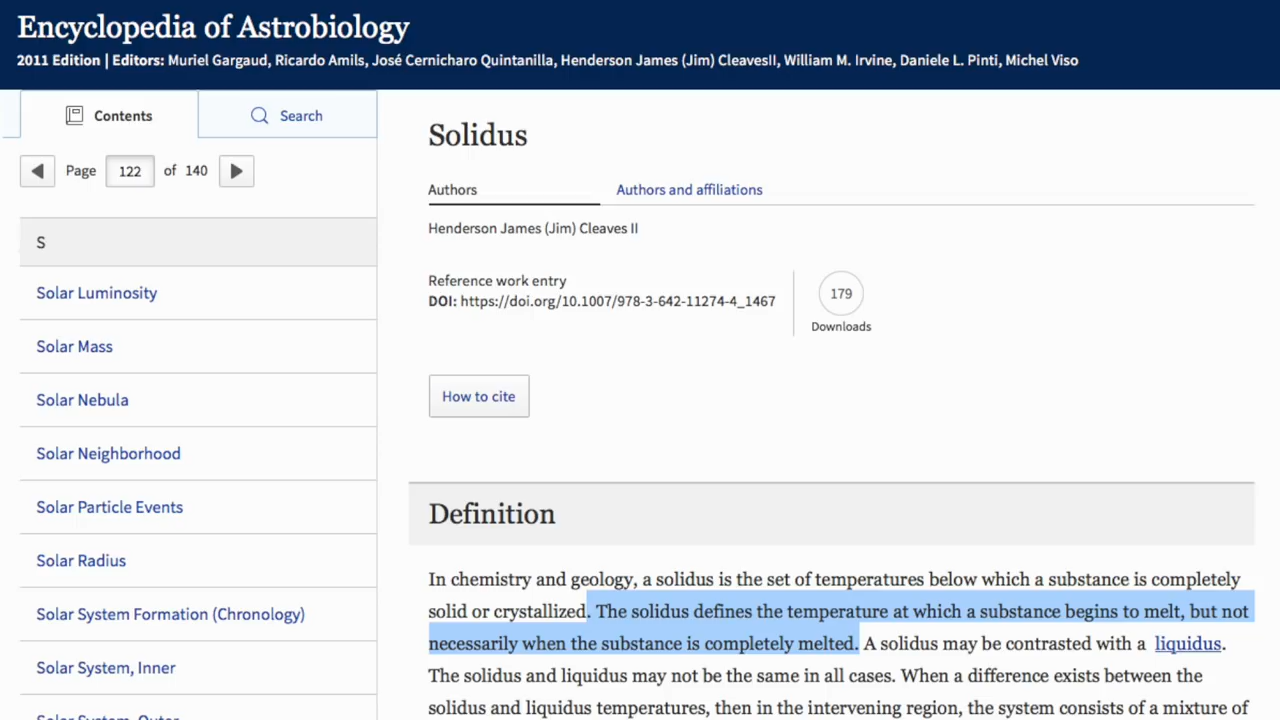 Encyclopedia of Astrobiology
2011 Edition | Editors: Muriel Gargaud, Ricardo Amils, José Cernicharo Quintanilla, Henderson James (Jim) CleavesII, William M. Irvine, Daniele L. Pinti, Michel Viso
Contents
Search
Page 122 of 140
S
Solar Luminosity
Solar Mass
Solar Nebula
Solar Neighborhood
Solar Particle Events
Solar Radius
Solar System Formation (Chronology)
Solar System, Inner
Solar System, Outer
Solidus
Authors
Authors and affiliations
Henderson James (Jim) Cleaves II
Reference work entry
DOI: https://doi.org/10.1007/978-3-642-11274-4_1467
179
Downloads
How to cite
Definition
In chemistry and geology, a solidus is the set of temperatures below which a substance is completely
solid or crystallized. The solidus defines the temperature at which a substance begins to melt, but not
necessarily when the substance is completely melted. A solidus may be contrasted with a liquidus.
The solidus and liquidus may not be the same in all cases. When a difference exists between the
solidus and liquidus temperatures, then in the intervening region, the system consists of a mixture of